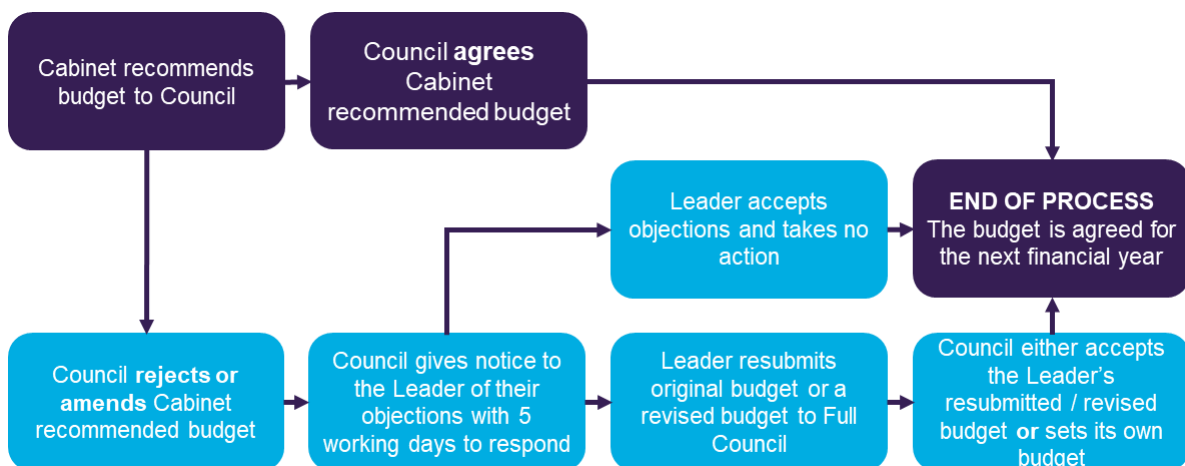 Cabinet recommends
budget to Council
Council agrees
Cabinet
recommended budget
Leader accepts
objections and takes no
action
END OF PROCESS
The budget is agreed for
the next financial year
Council rejects or
amends Cabinet
recommended budget
Council gives notice to
the Leader of their
objections with 5
working days to respond
Leader resubmits
original budget or a
revised budget to Full
Council
Council either accepts
the Leader’s
resubmitted / revised
budget or sets its own
budget